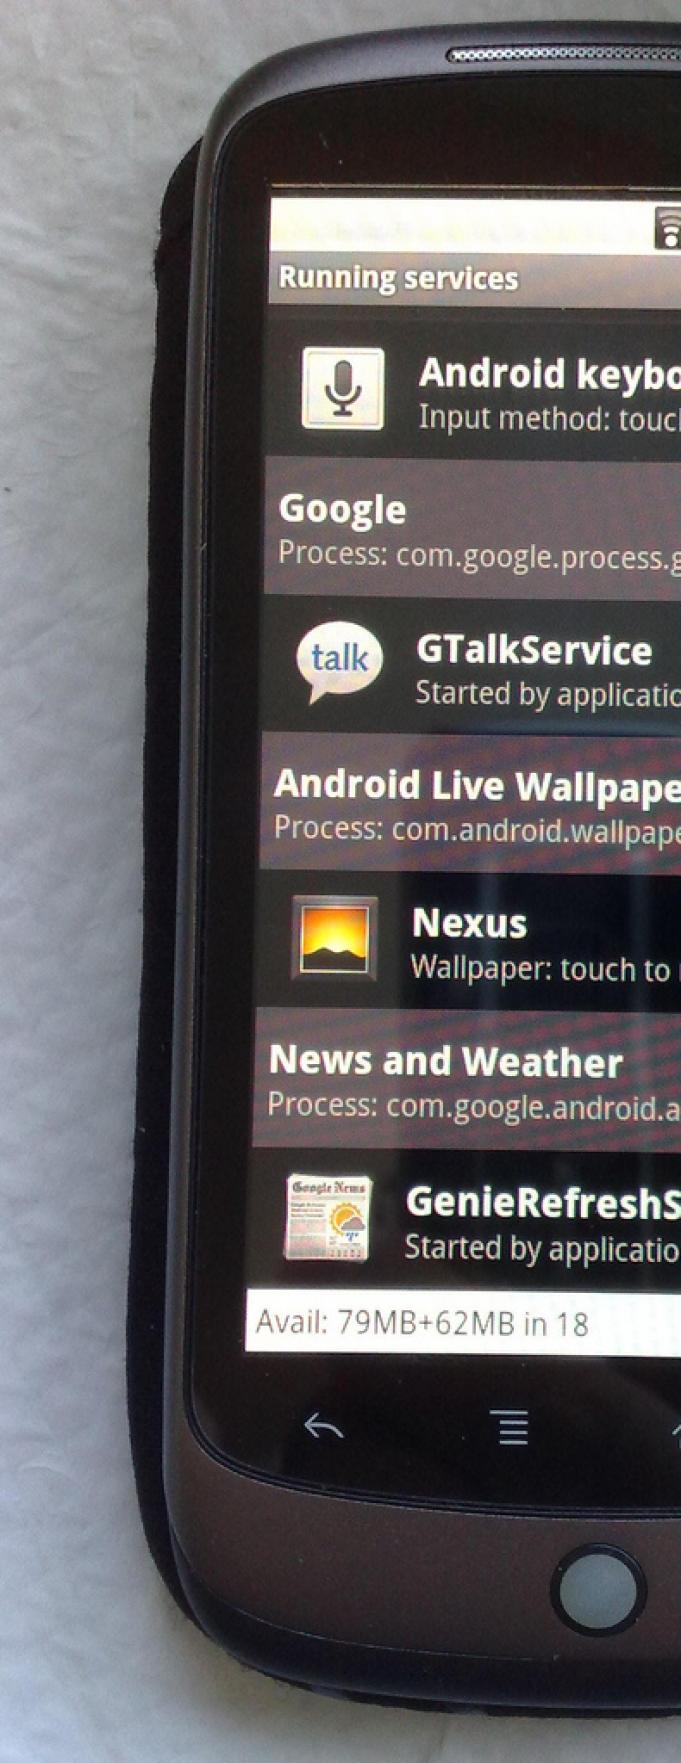 Running services
Android keybo
Input method: touch
Google
Process: com.google.process.g
talk
GTalkService
Started by applicatio
Android Live Wallpape
Process: com.android.wallpape
Nexus
Wallpaper: touch to
News and Weather
Process: com.google.android.a
Google News
GenieRefreshS
Started by applicatio
Avail: 79MB+62MB in 18